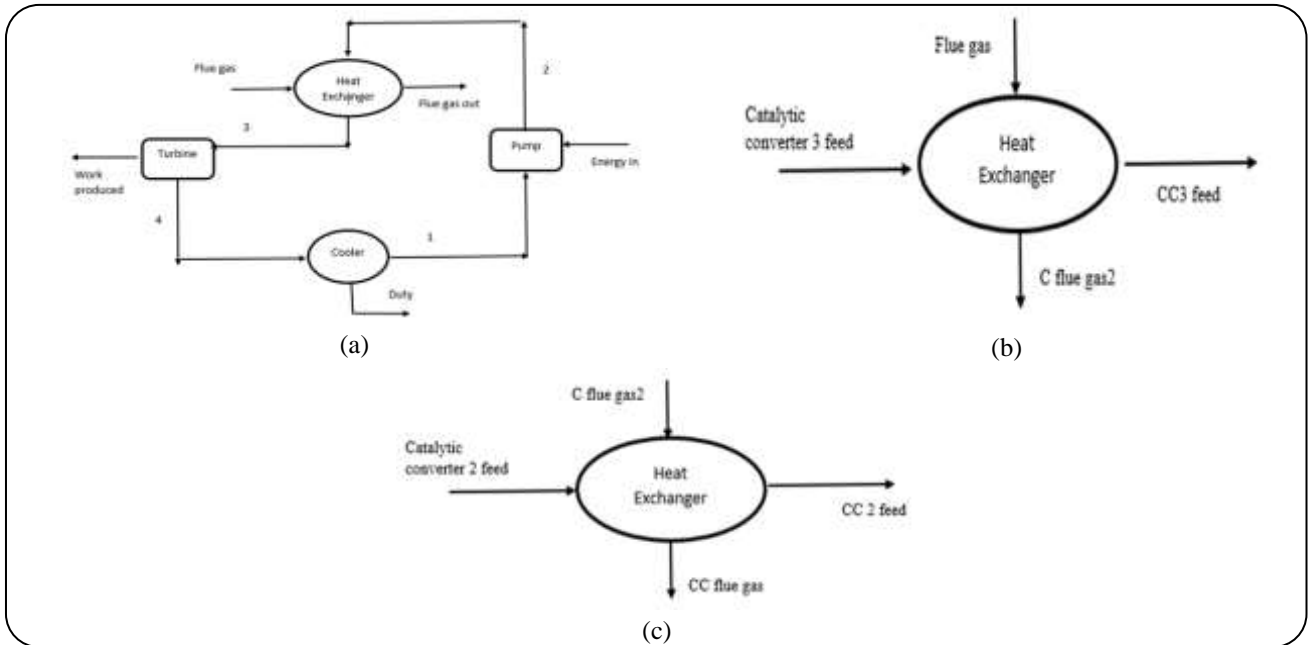 2
Flue gas
Heat
Exchanger
Flue gas out
3
Turbine
Pump
Energy in
Work
produced
4
1
Cooler
Duty
(a)
Flue gas
Catalytic
converter 3 feed
Heat
Exchanger
CC3 feed
C flue gas2
(b)
C flue gas2
Catalytic
converter 2 feed
Heat
Exchanger
CC 2 feed
CC flue gas
(c)